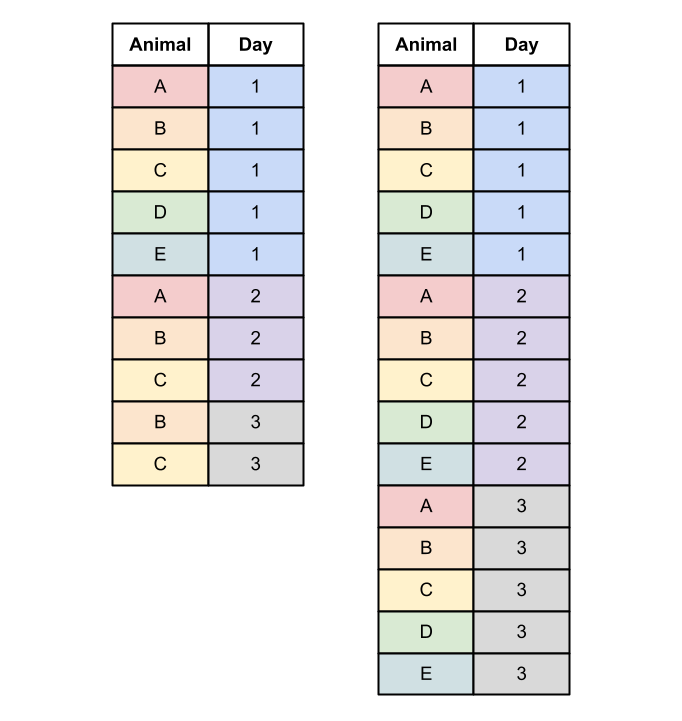 Animal Day
A 1
B 1
C 1
D 1
E 1
A 2
B 2
C 2
B 3
C 3
Animal Day
A 1
B 1
C 1
D 1
E 1
A 2
B 2
C 2
D 2
E 2
A 3
B 3
C 3
D 3
E 3